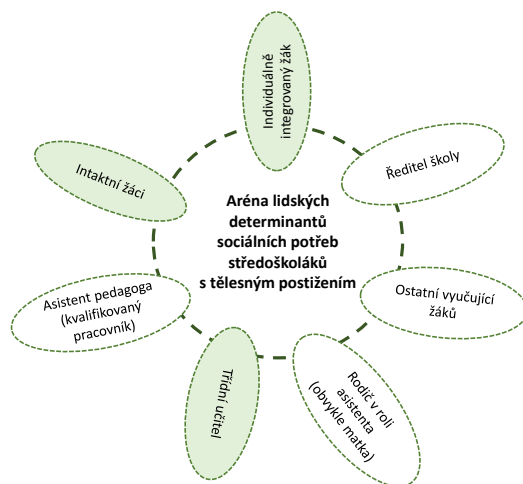 Individuálně
integrovaný žák
Ředitel školy
Intaktní žáci
Aréna lidských
determinantů
sociálních potřeb
středoškoláků
s tělesným postižením
Ostatní vyučující
žáků
Asistent pedagoga
(kvalifikovaný
pracovník)
Třídní učitel
Rodič v roli
asistenta
(obvykle matka)